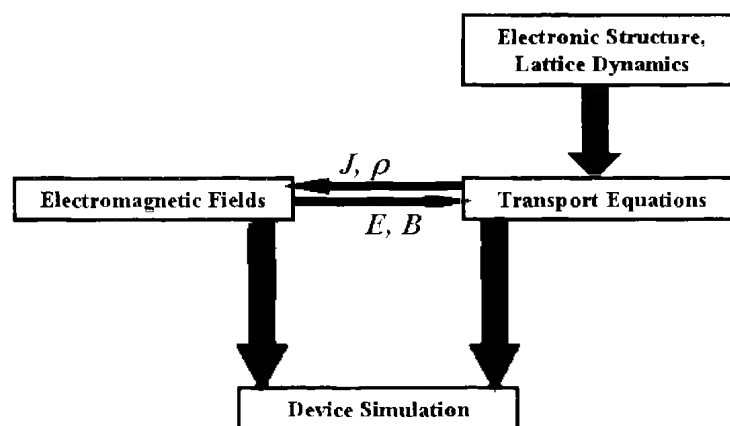 Electronic Structure,
Lattice Dynamics
J, ρ
Electromagnetic Fields
Transport Equations
E, B
Device Simulation